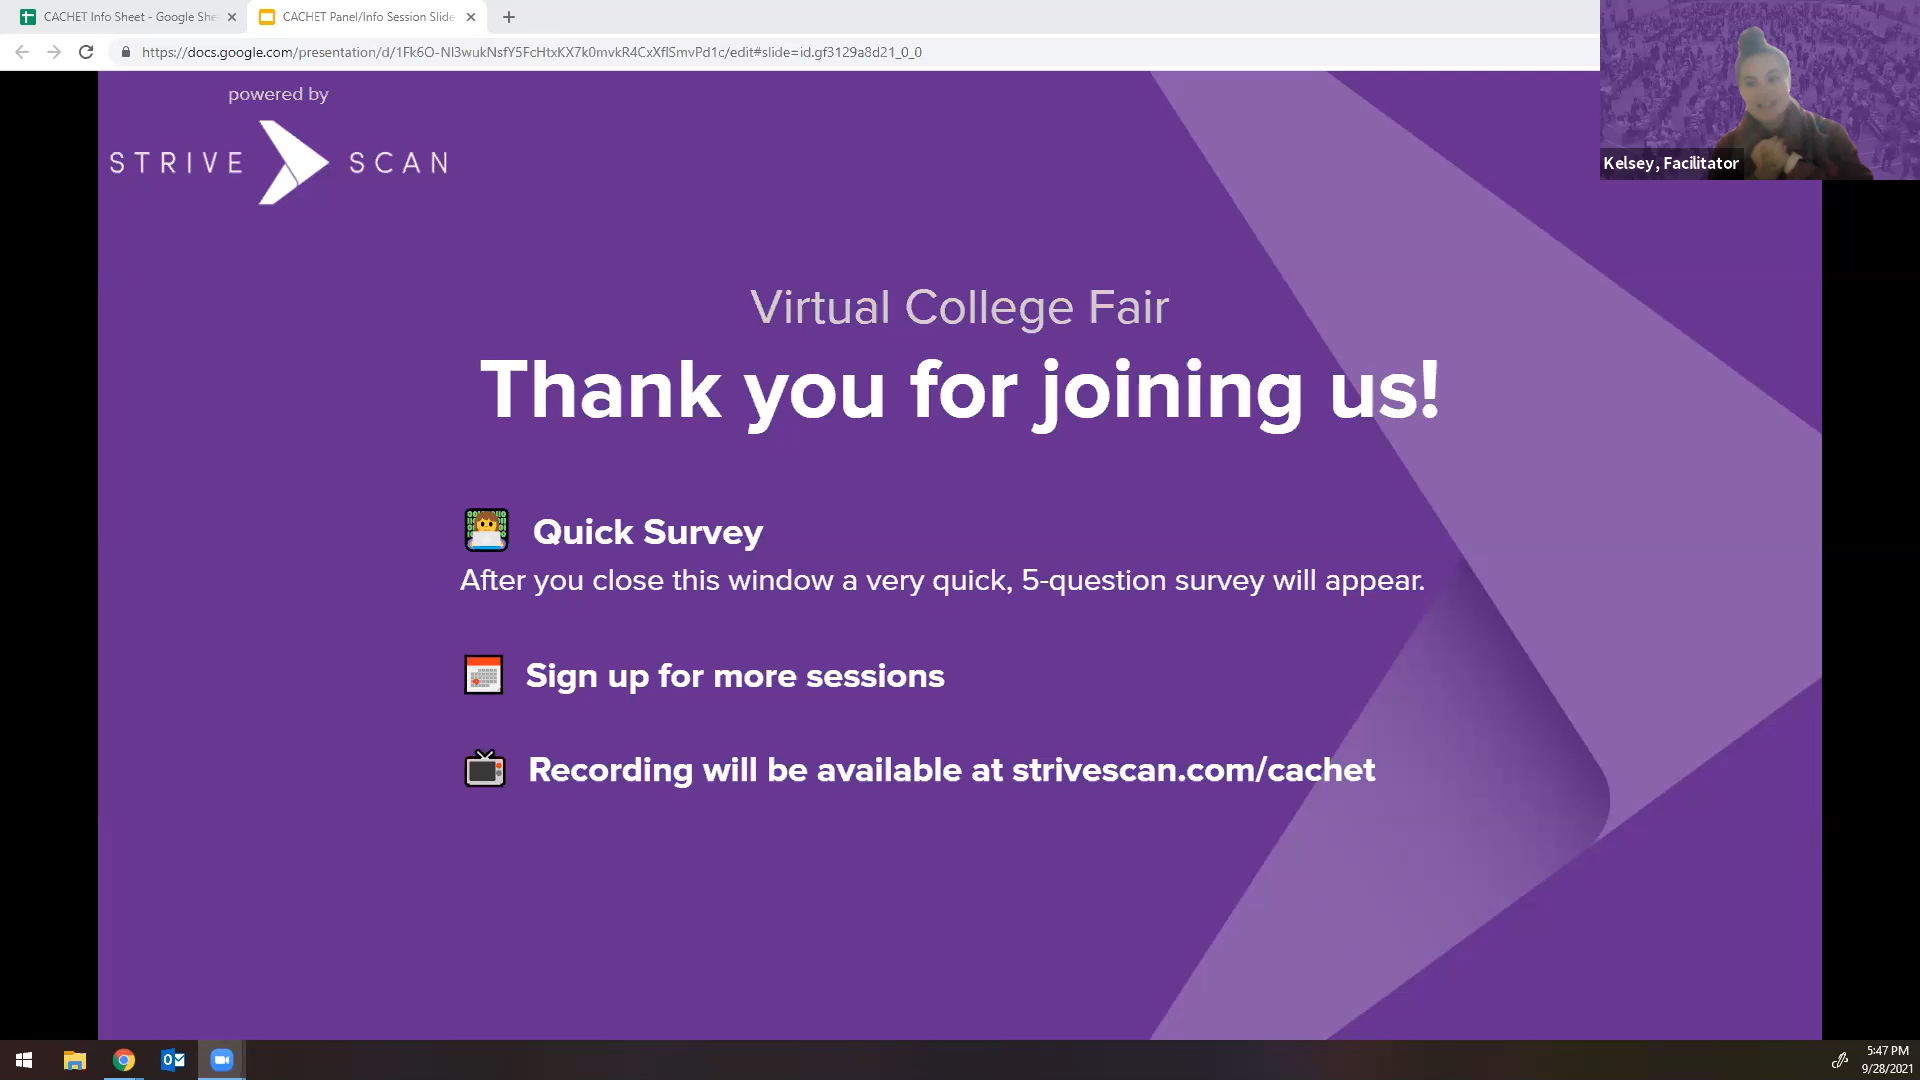 CACHET Info Sheet - Google She
CACHET Panel/Info Session Slide
https://docs.google.com/presentation/d/1Fk6O-NI3wukNsfY5FcHtxKX7k0mvkR4CxXflSmvPd1c/edit#slide=id.gf3129a8d21_0_0
Kelsey, Facilitator
powered by
STRIVE SCAN
Virtual College Fair
Thank you for joining us!
Quick Survey
After you close this window a very quick, 5-question survey will appear.
Sign up for more sessions
Recording will be available at strivescan.com/cachet
5:47 PM
9/28/2021